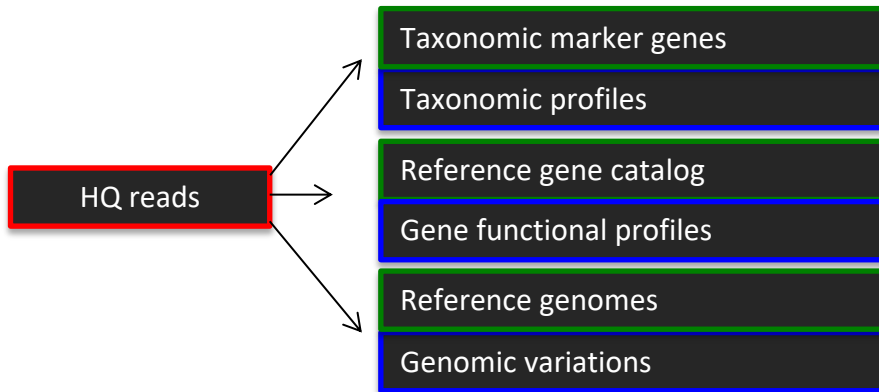 Taxonomic marker genes
Taxonomic profiles
HQ reads
Reference gene catalog
Gene functional profiles
Reference genomes
Genomic variations